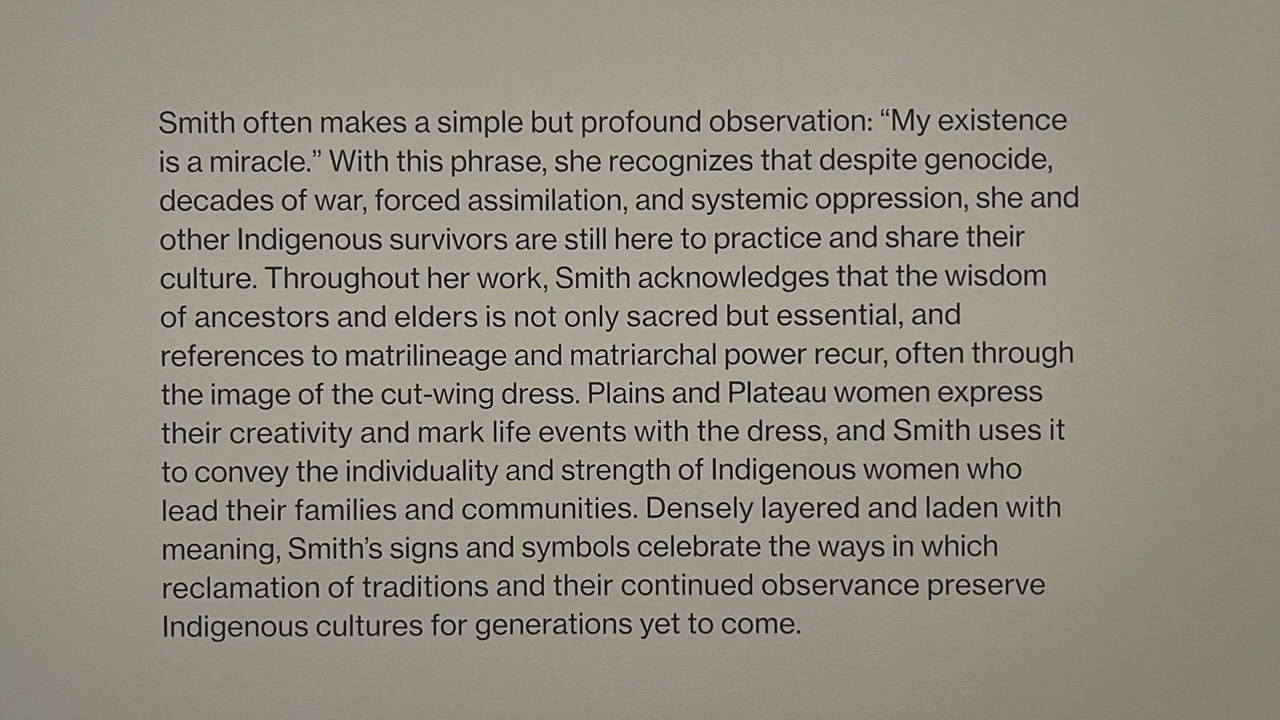 Smith often makes a simple but profound observation: “My existence
is a miracle.” With this phrase, she recognizes that despite genocide,
decades of war, forced assimilation, and systemic oppression, she and
other Indigenous survivors are still here to practice and share their
culture. Throughout her work, Smith acknowledges that the wisdom
of ancestors and elders is not only sacred but essential, and
references to matrilineage and matriarchal power recur, often through
the image of the cut-wing dress. Plains and Plateau women express
their creativity and mark life events with the dress, and Smith uses it
to convey the individuality and strength of Indigenous women who
lead their families and communities. Densely layered and laden with
meaning, Smith’s signs and symbols celebrate the ways in which
reclamation of traditions and their continued observance preserve
Indigenous cultures for generations yet to come.